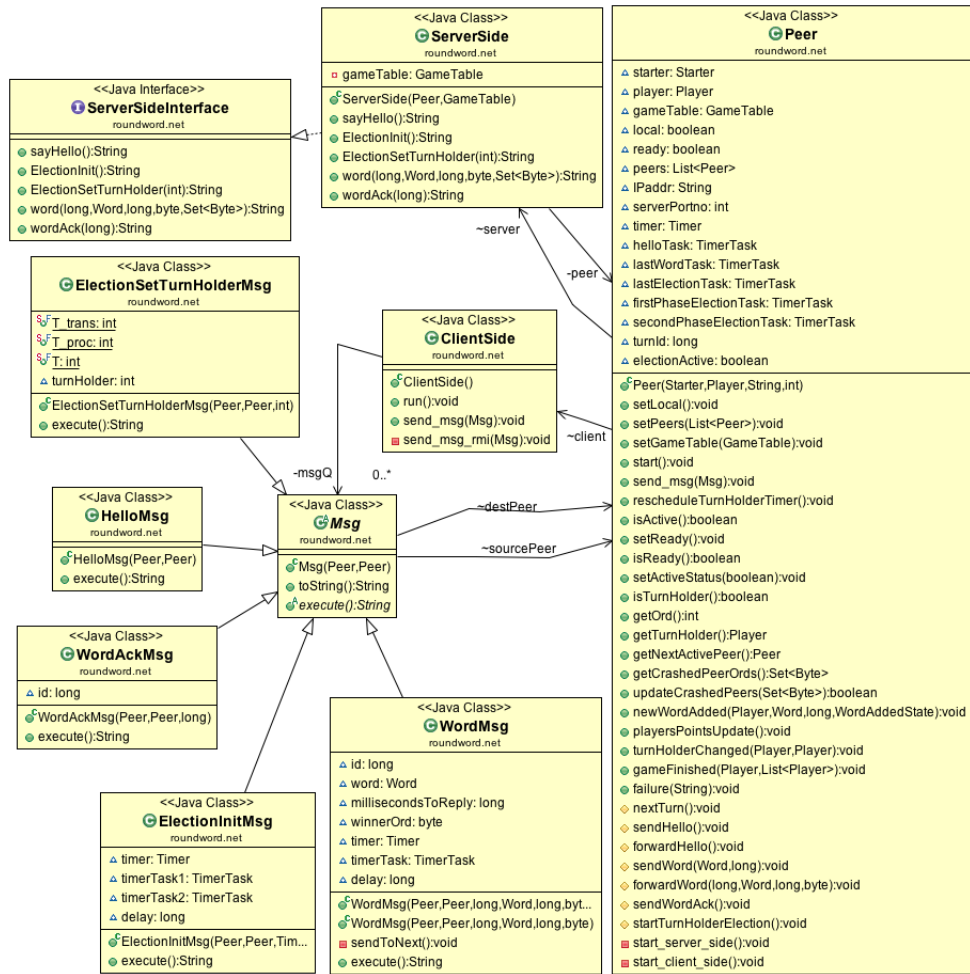 <<Java Class>>
ServerSide
roundword.net
gameTable: GameTable
ServerSide(Peer,GameTable)
sayHello():String
ElectionInit():String
ElectionSetTurnHolder(int):String
word(long,Word,long,byte,Set<Byte>):String
wordAck(long):String
<<Java Interface>>
ServerSideInterface
roundword.net
sayHello():String
ElectionInit():String
ElectionSetTurnHolder(int):String
word(long,Word,long,byte,Set<Byte>):String
wordAck(long):String
<<Java Class>>
Peer
roundword.net
starter: Starter
player: Player
gameTable: GameTable
local: boolean
ready: boolean
peers: List<Peer>
IPaddr: String
serverPortno: int
timer: Timer
helloTask: TimerTask
lastWordTask: TimerTask
lastElectionTask: TimerTask
firstPhaseElectionTask: TimerTask
secondPhaseElectionTask: TimerTask
turnId: long
electionActive: boolean
Peer(Starter,Player,String,int)
setLocal():void
setPeers(List<Peer>):void
setGameTable(GameTable):void
start():void
send_msg(Msg):void
rescheduleTurnHolderTimer():void
isActive():boolean
setReady():void
isReady():boolean
setActiveStatus(boolean):void
isTurnHolder():boolean
getOrd():int
getTurnHolder():Player
getNextActivePeer():Peer
getCrashedPeerOrds():Set<Byte>
updateCrashedPeers(Set<Byte>):boolean
newWordAdded(Player,Word,long,WordAddedState):void
playersPointsUpdate():void
turnHolderChanged(Player,Player):void
gameFinished(Player,List<Player>):void
failure(String):void
nextTurn():void
sendHello():void
forwardHello():void
sendWord(Word,long):void
forwardWord(long,Word,long,byte):void
sendWordAck():void
startTurnHolderElection():void
start_server_side():void
start_client_side():void
~server
-peer
<<Java Class>>
ElectionSetTurnHolderMsg
roundword.net
T_trans: int
T_proc: int
T: int
turnHolder: int
ElectionSetTurnHolderMsg(Peer,Peer,int)
execute():String
<<Java Class>>
ClientSide
roundword.net
ClientSide()
run():void
send_msg(Msg):void
send_msg_rmi(Msg):void
~client
-msgQ
0..*
<<Java Class>>
HelloMsg
roundword.net
HelloMsg(Peer,Peer)
execute():String
<<Java Class>>
Msg
roundword.net
Msg(Peer,Peer)
toString():String
execute():String
~destPeer
~sourcePeer
<<Java Class>>
WordAckMsg
roundword.net
id: long
WordAckMsg(Peer,Peer,long)
execute():String
<<Java Class>>
WordMsg
roundword.net
id: long
word: Word
millisecondsToReply: long
winnerOrd: byte
timer: Timer
timerTask: TimerTask
delay: long
WordMsg(Peer,Peer,long,Word,long,byt...
WordMsg(Peer,Peer,long,Word,long,byte)
sendToNext():void
execute():String
<<Java Class>>
ElectionInitMsg
roundword.net
timer: Timer
timerTask1: TimerTask
timerTask2: TimerTask
delay: long
ElectionInitMsg(Peer,Peer,Tim...
execute():String